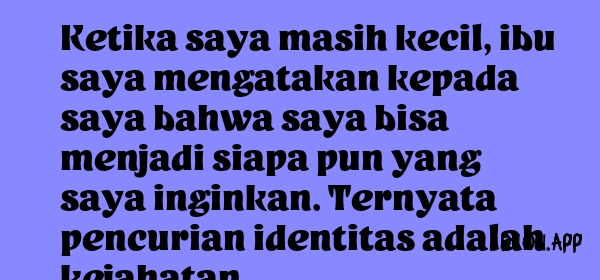 Ketika saya masih kecil, ibu
saya mengatakan kepada
saya bahwa saya bisa
menjadi siapa pun yang
saya inginkan. Ternyata
pencurian identitas adalah
kejahatan